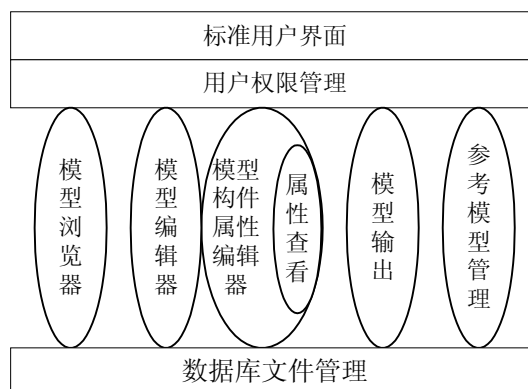 标准用户界面
用户权限管理
模型浏览器
模型编辑器
模型
构件
属性
编辑
器
属性查看
模型输出
参考模型管理
数据库文件管理